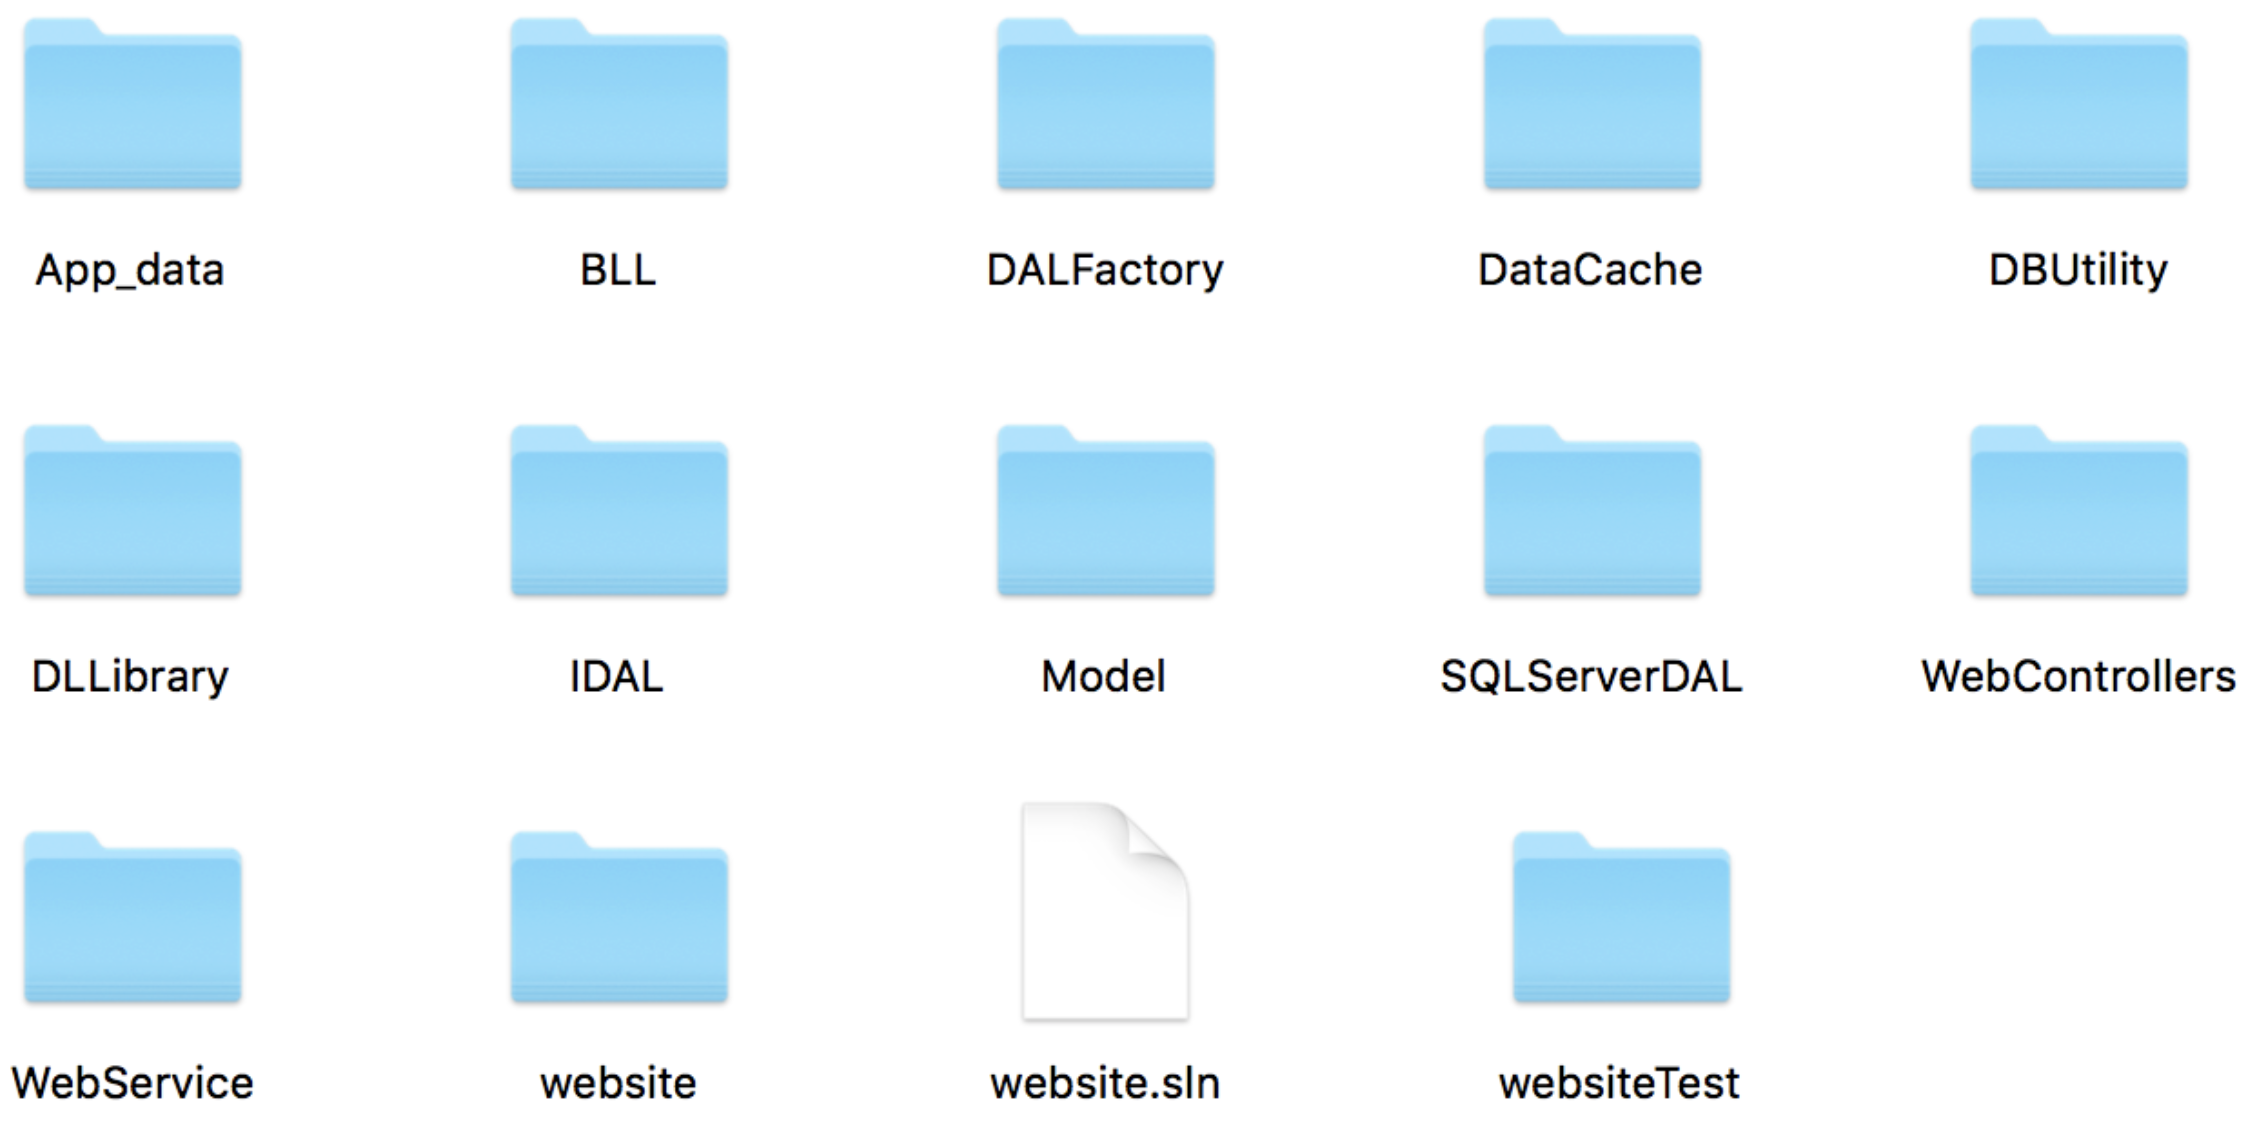 App_data
BLL
DALFactory
DataCache
DBUtility
DLLibrary
IDAL
Model
SQLServerDAL
WebControllers
WebService
website
website.sln
websiteTest